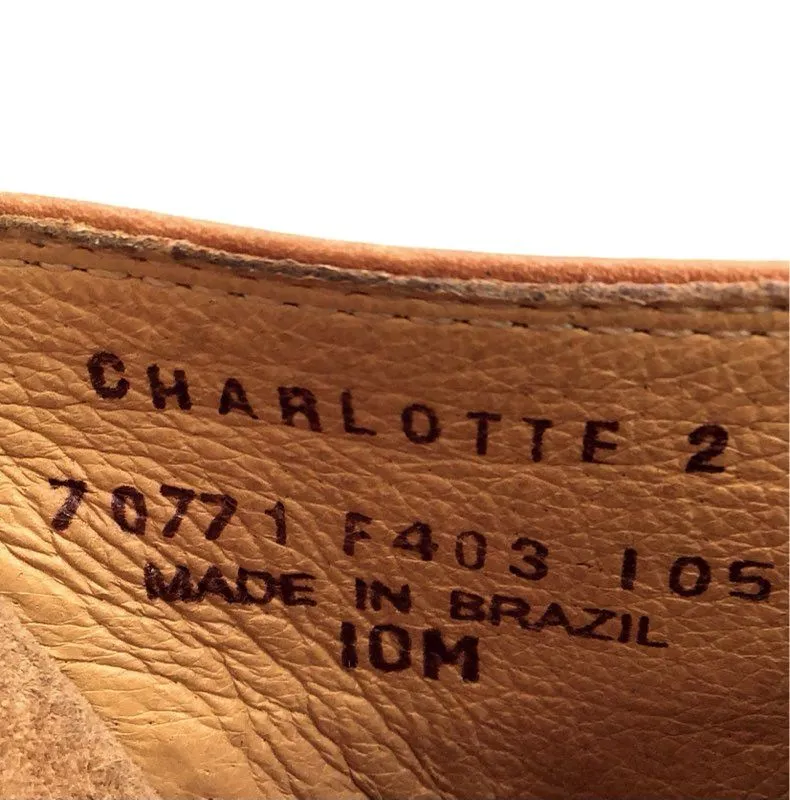 CHARLOTTE 2
70771 F403 105
MADE IN BRAZIL
10M